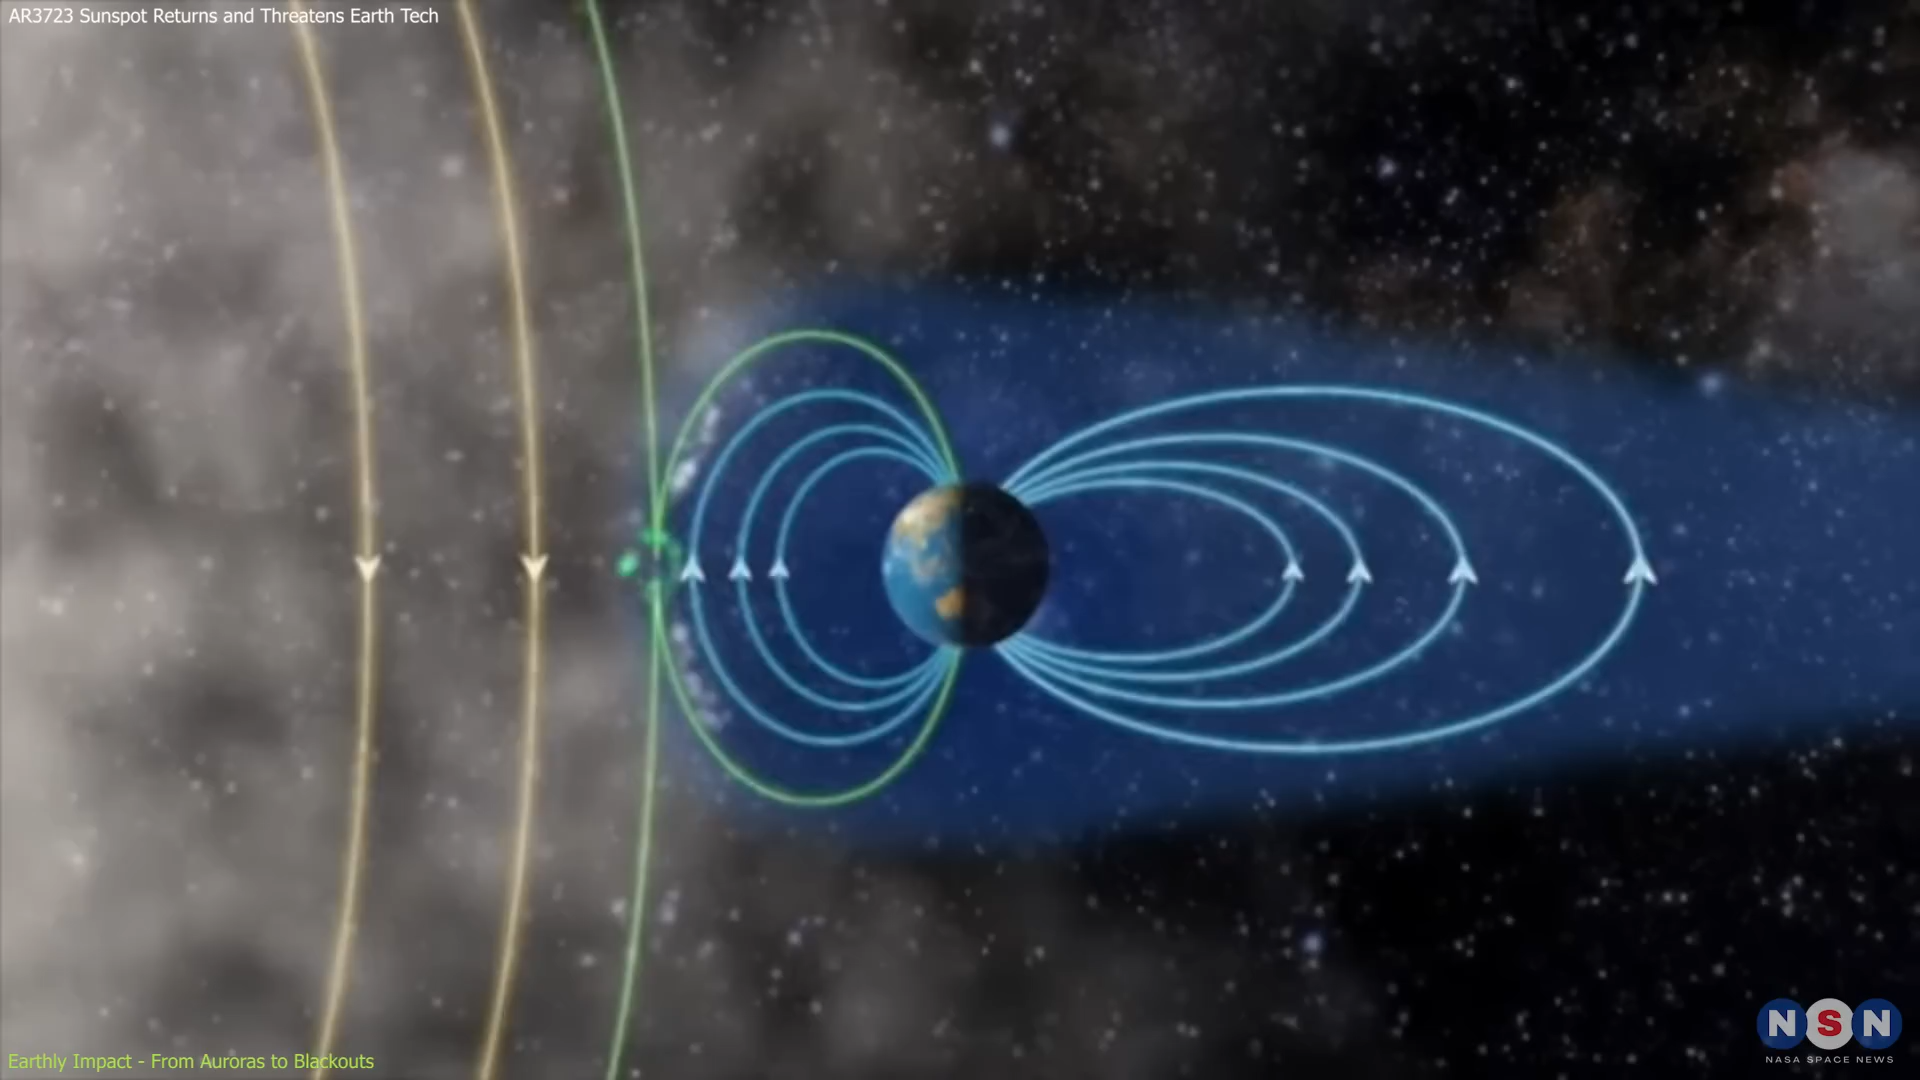 AR3723 Sunspot Returns and Threatens Earth Tech
Earthly Impact - From Auroras to Blackouts
NSN
NASA SPACE NEWS